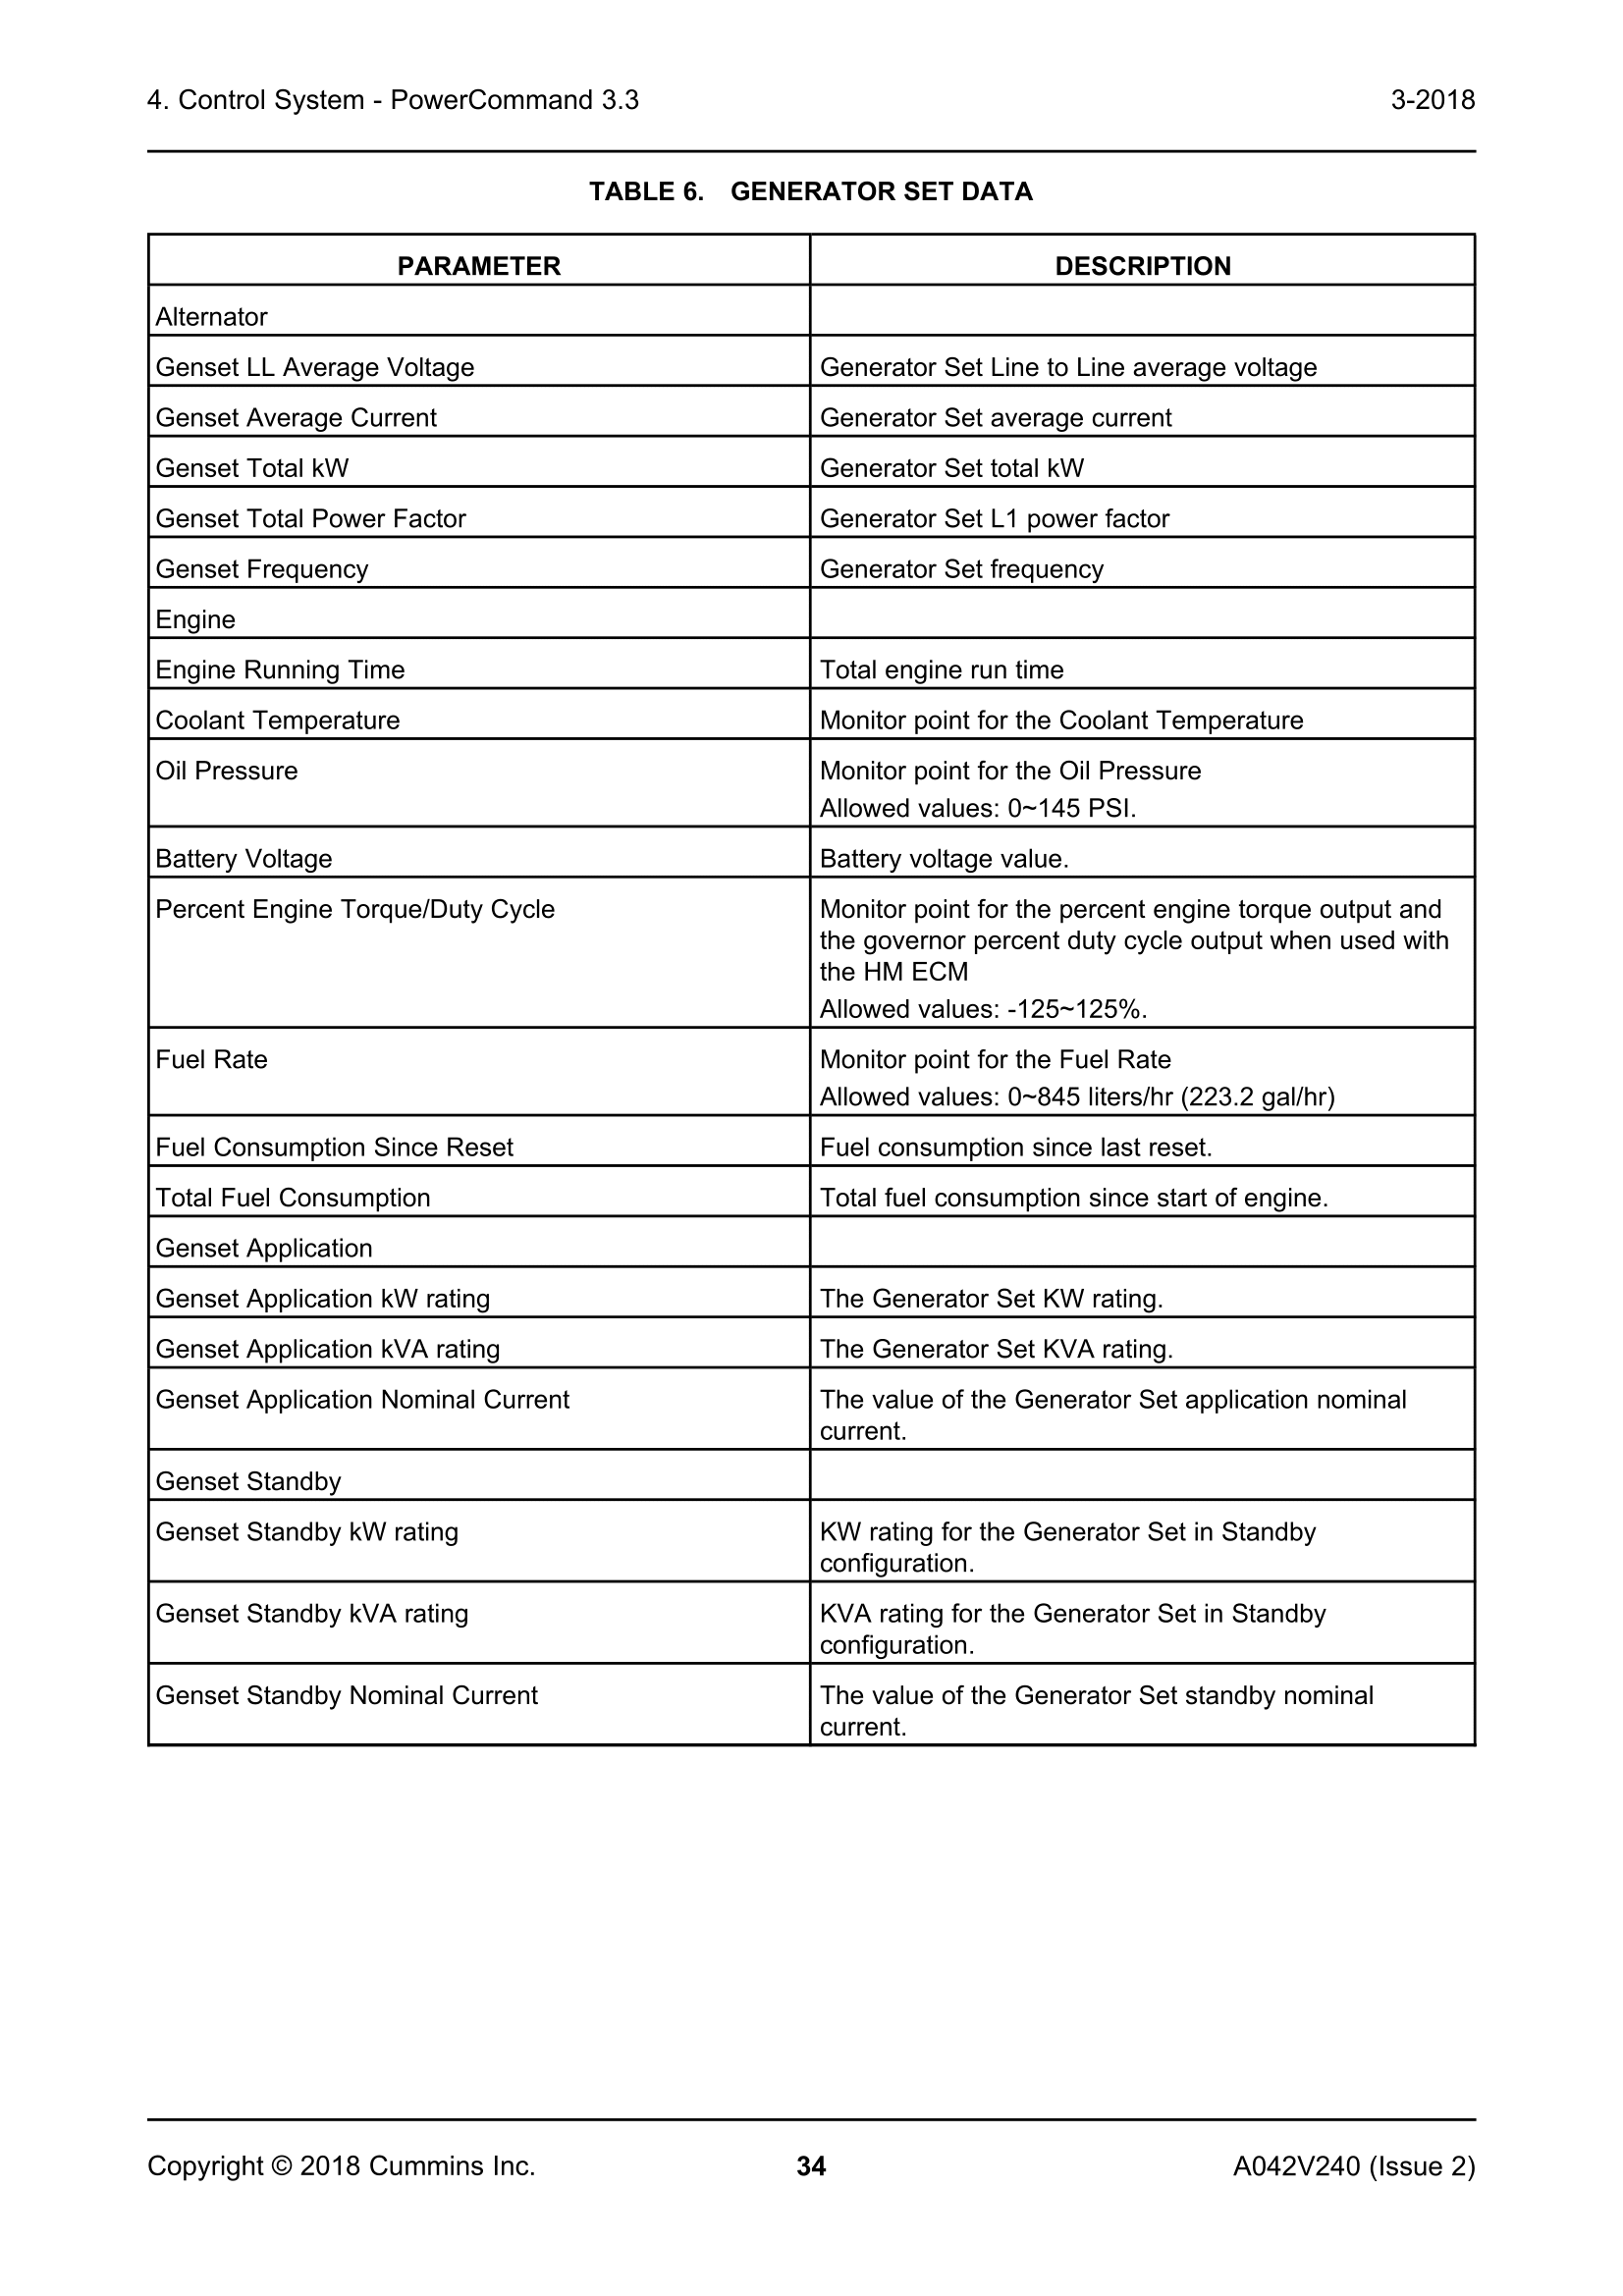 4. Control System - PowerCommand 3.3
3-2018
TABLE 6. GENERATOR SET DATA
PARAMETER
DESCRIPTION
Alternator
Genset LL Average Voltage
Generator Set Line to Line average voltage
Genset Average Current
Generator Set average current
Genset Total kW
Generator Set total kW
Genset Total Power Factor
Generator Set L1 power factor
Genset Frequency
Generator Set frequency
Engine
Engine Running Time
Total engine run time
Coolant Temperature
Monitor point for the Coolant Temperature
Oil Pressure
Monitor point for the Oil Pressure
Allowed values: 0~145 PSI.
Battery Voltage
Battery voltage value.
Percent Engine Torque/Duty Cycle
Monitor point for the percent engine torque output and
the governor percent duty cycle output when used with
the HM ECM
Allowed values: -125~125%.
Fuel Rate
Monitor point for the Fuel Rate
Allowed values: 0~845 liters/hr (223.2 gal/hr)
Fuel Consumption Since Reset
Fuel consumption since last reset.
Total Fuel Consumption
Total fuel consumption since start of engine.
Genset Application
Genset Application kW rating
The Generator Set KW rating.
Genset Application kVA rating
The Generator Set KVA rating.
Genset Application Nominal Current
The value of the Generator Set application nominal
current.
Genset Standby
Genset Standby kW rating
KW rating for the Generator Set in Standby
configuration.
Genset Standby kVA rating
KVA rating for the Generator Set in Standby
configuration.
Genset Standby Nominal Current
The value of the Generator Set standby nominal
current.
Copyright © 2018 Cummins Inc.
34
A042V240 (Issue 2)